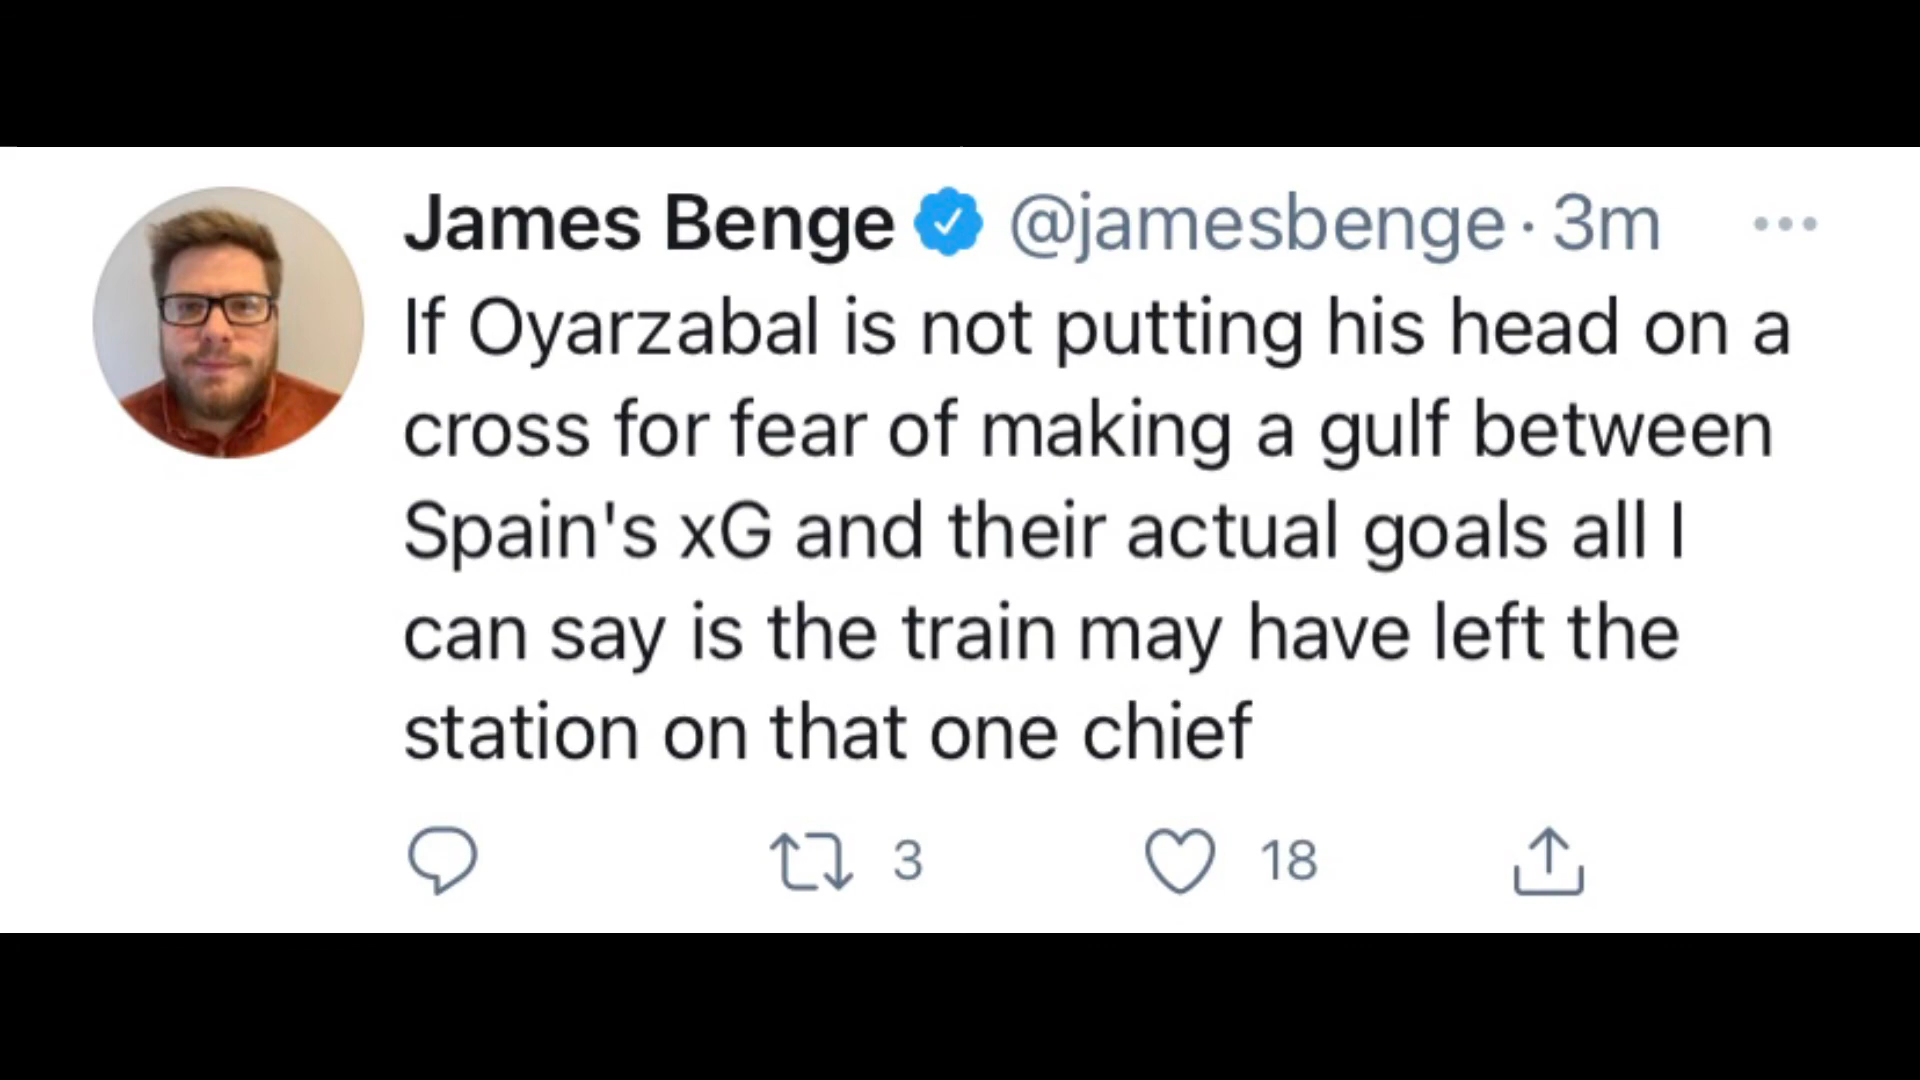 James Benge @jamesbenge · 3m
If Oyarzabal is not putting his head on a
cross for fear of making a gulf between
Spain's xG and their actual goals all I
can say is the train may have left the
station on that one chief
3 18